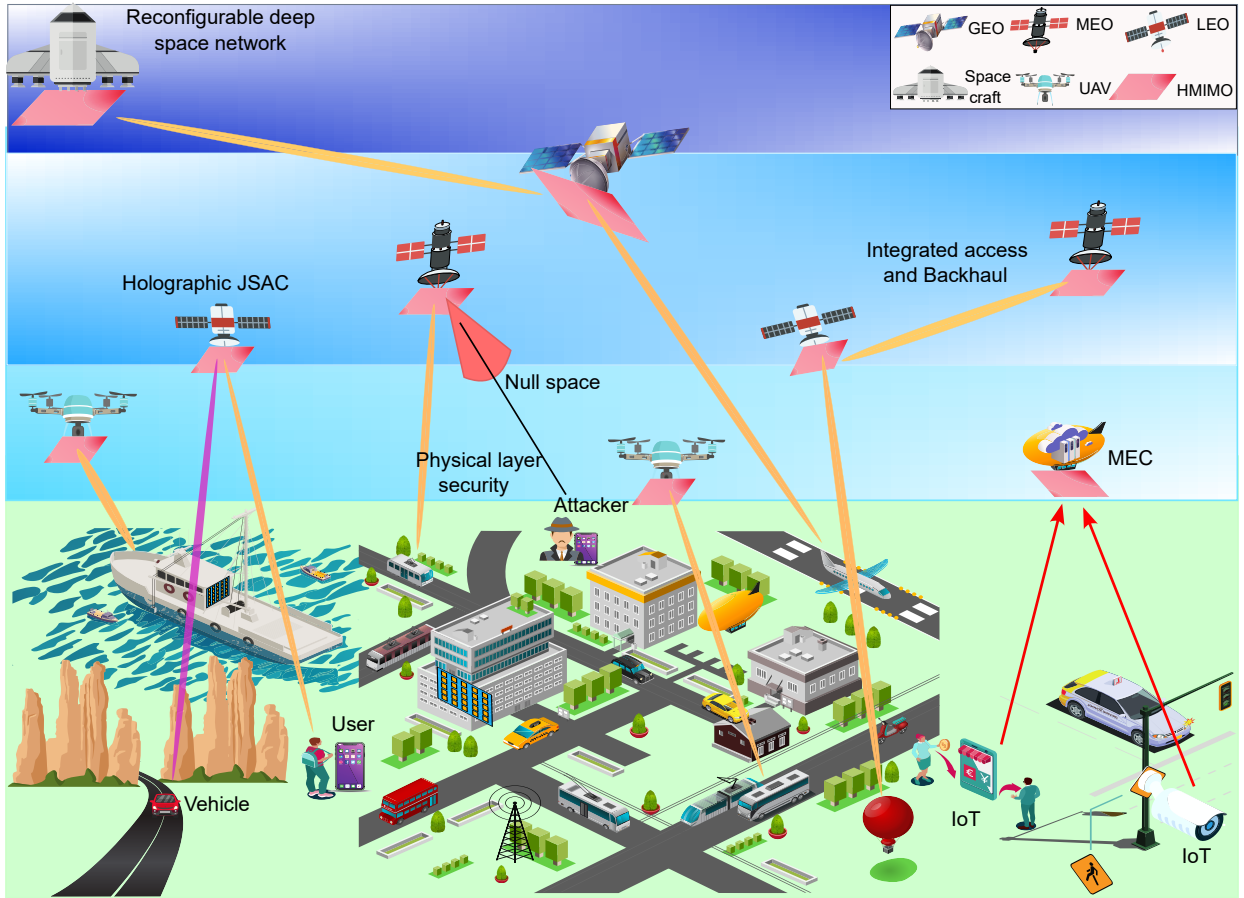 Reconfigurable deep
space network
GEO
MEO
LEO
Space
craft
UAV
HMIMO
Integrated access
and Backhaul
Holographic JSAC
Null space
Physical layer
security
Attacker
MEC
User
Vehicle
IoT
IoT